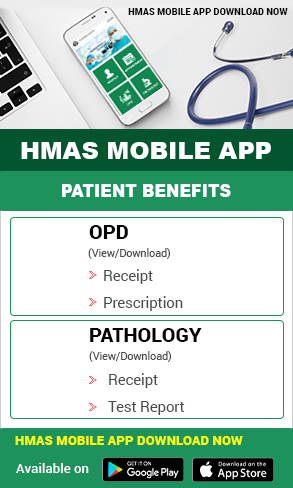 HMAS MOBILE APP DOWNLOAD NOW
HMAS MOBILE APP
PATIENT BENEFITS
OPD
(View/Download)
Receipt
Prescription
PATHOLOGY
(View/Download)
Receipt
Test Report
HMAS MOBILE APP DOWNLOAD NOW
Available on
GET IT ON
Google Play
Download on the
App Store